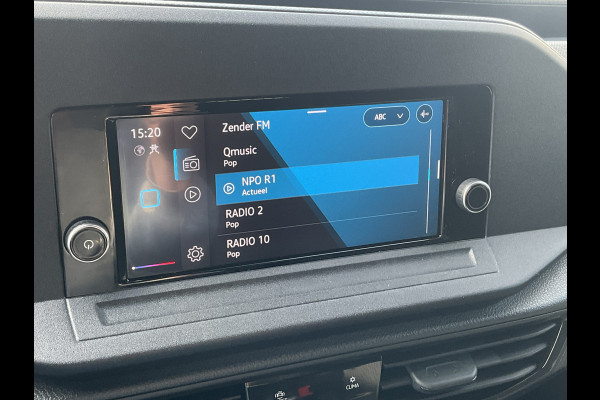 15:20
Zender FM
ABC
Qmusic
Pop
NPO R1
Actueel
RADIO 2
Pop
RADIO 10
Pop
CLIMA